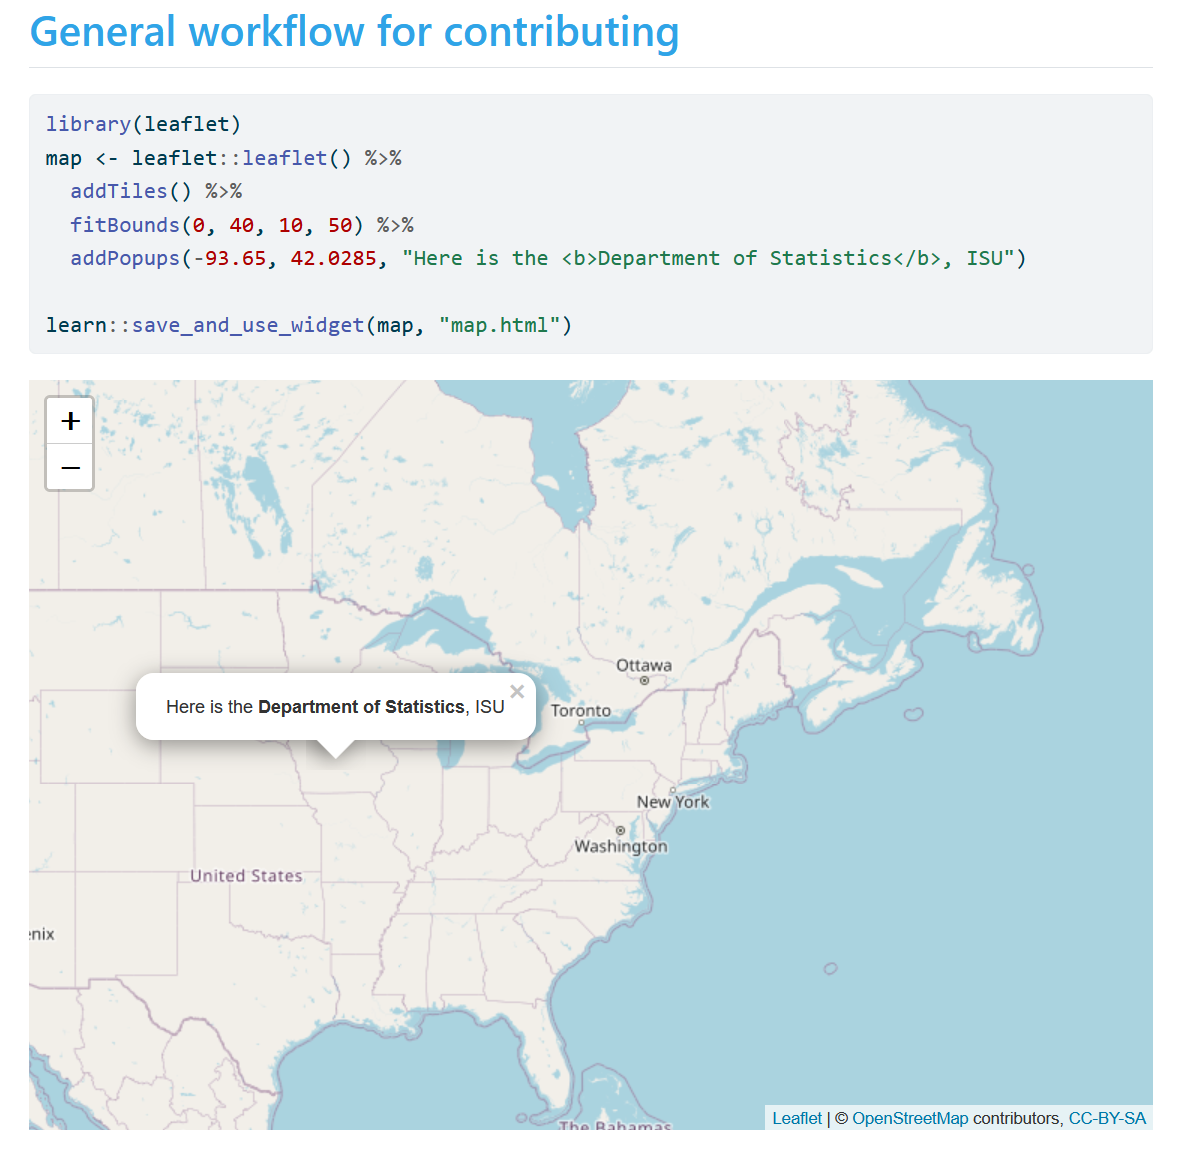 General workflow for contributing
library(leaflet)
map <- leaflet::leaflet() %>%
  addTiles() %>%
  fitBounds(0, 40, 10, 50) %>%
  addPopups(-93.65, 42.0285, "Here is the <b>Department of Statistics</b>, ISU")
learn::save_and_use_widget(map, "map.html")
+
−
Ottawa
Here is the Department of Statistics, ISU ×
Toronto
New York
Washington
United States
enix
The Bahamas
Leaflet | © OpenStreetMap contributors, CC-BY-SA